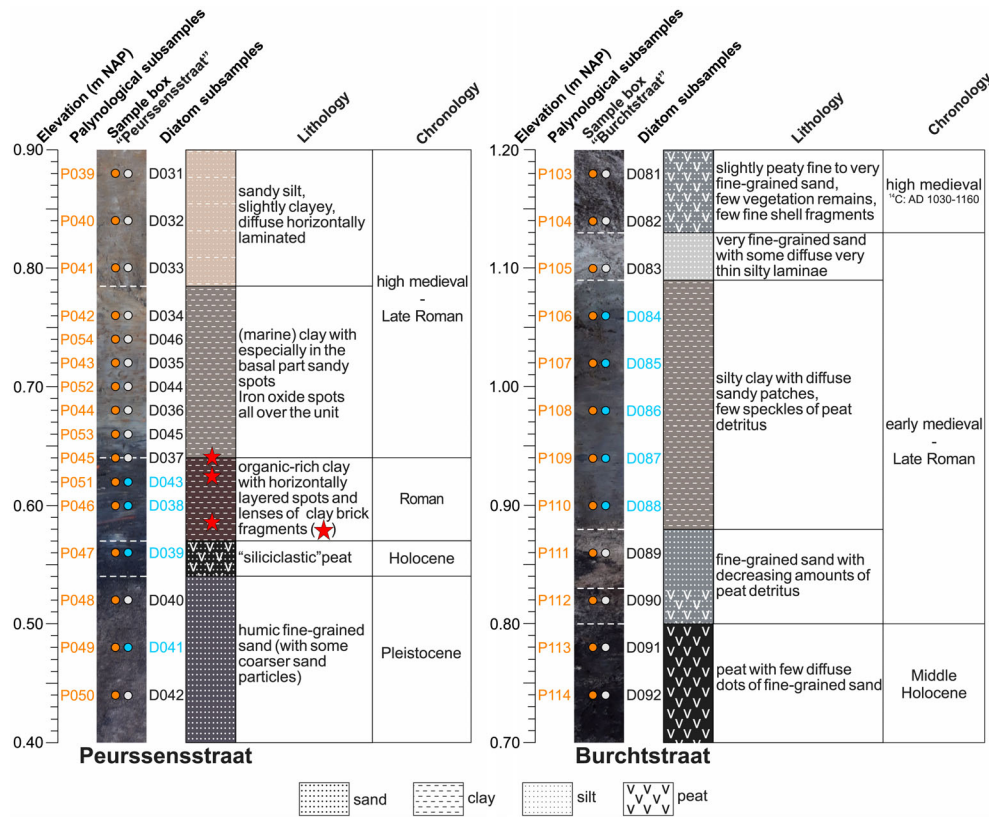 Elevation (m NAP)
Palynological subsamples
Sample box
“Peurssensstraat”
Diatom subsamples
Lithology
Chronology
0.90
0.80
0.70
0.60
0.50
0.40
P039
P040
P041
P042
P054
P043
P052
P044
P053
P045
P051
P046
P047
P048
P049
P050
D031
D032
D033
D034
D046
D035
D044
D036
D045
D037
D043
D038
D039
D040
D041
D042
sandy silt,
slightly clayey,
diffuse horizontally
laminated
(marine) clay with
especially in the
basal part sandy
spots
Iron oxide spots
all over the unit
organic-rich clay
with horizontally
layered spots and
lenses of clay brick
fragments (★)
“siliciclastic”peat
humic fine-grained
sand (with some
coarser sand
particles)
high medieval
-
Late Roman
Roman
Holocene
Pleistocene
Peurssensstraat
Elevation (m NAP)
Palynological subsamples
Sample box
“Burchtstraat”
Diatom subsamples
Lithology
Chronology
1.20
1.10
1.00
0.90
0.80
0.70
P103
P104
P105
P106
P107
P108
P109
P110
P111
P112
P113
P114
D081
D082
D083
D084
D085
D086
D087
D088
D089
D090
D091
D092
slightly peaty fine to very
fine-grained sand,
few vegetation remains,
few fine shell fragments
very fine-grained sand
with some diffuse very
thin silty laminae
silty clay with diffuse
sandy patches,
few speckles of peat
detritus
fine-grained sand with
decreasing amounts of
peat detritus
peat with few diffuse
dots of fine-grained sand
high medieval
¹⁴C: AD 1030-1160
early medieval
-
Late Roman
Middle
Holocene
Burchtstraat
sand
clay
silt
peat